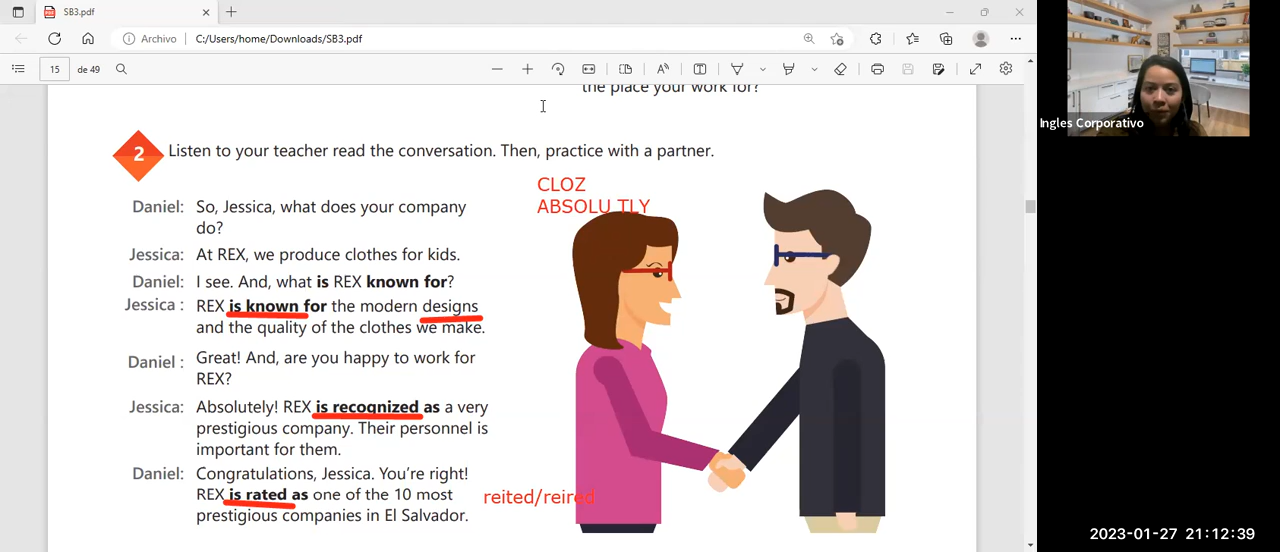 SB3.pdf
Archivo
C:/Users/home/Downloads/SB3.pdf
15
de 49
the place your work for?
2
Listen to your teacher read the conversation. Then, practice with a partner.
Daniel: So, Jessica, what does your company
do?
Jessica: At REX, we produce clothes for kids.
Daniel: I see. And, what is REX known for?
Jessica : REX is known for the modern designs
and the quality of the clothes we make.
Daniel : Great! And, are you happy to work for
REX?
Jessica: Absolutely! REX is recognized as a very
prestigious company. Their personnel is
important for them.
Daniel: Congratulations, Jessica. You’re right!
REX is rated as one of the 10 most
prestigious companies in El Salvador.
CLOZ
ABSOLU TLY
reited/reired
Ingles Corporativo
2023-01-27 21:12:39